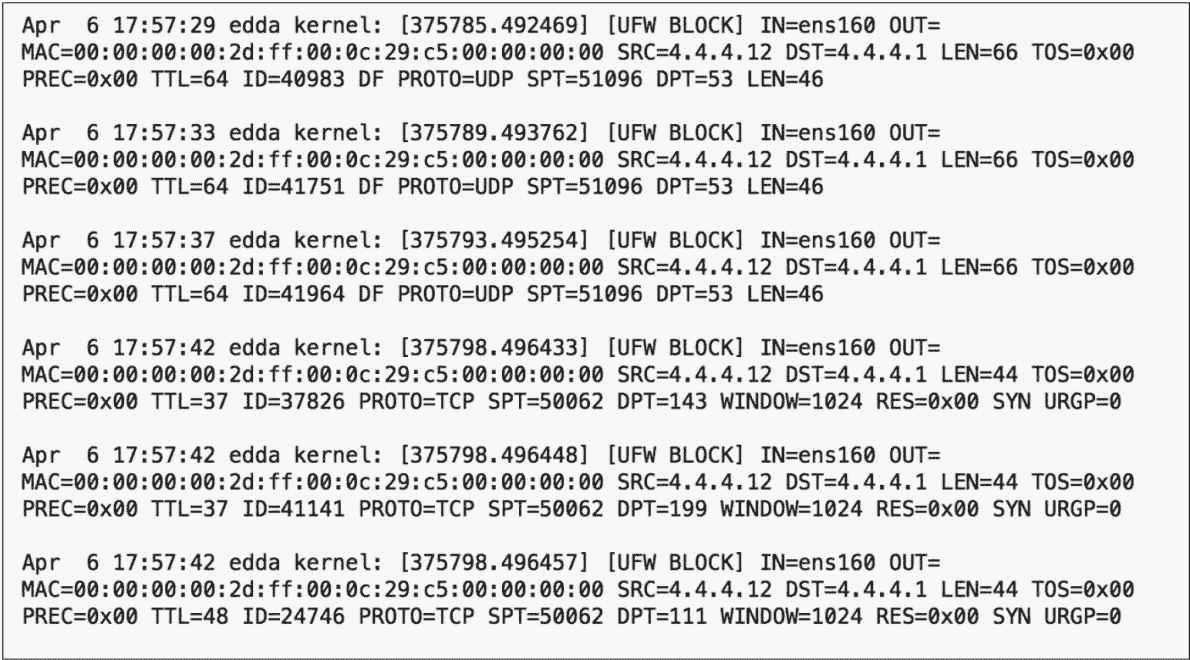 Apr  6 17:57:29 edda kernel: [375785.492469] [UFW BLOCK] IN=ens160 OUT=
MAC=00:00:00:00:2d:ff:00:0c:29:c5:00:00:00:00 SRC=4.4.4.12 DST=4.4.4.1 LEN=66 TOS=0x00
PREC=0x00 TTL=64 ID=40983 DF PROTO=UDP SPT=51096 DPT=53 LEN=46
Apr  6 17:57:33 edda kernel: [375789.493762] [UFW BLOCK] IN=ens160 OUT=
MAC=00:00:00:00:2d:ff:00:0c:29:c5:00:00:00:00 SRC=4.4.4.12 DST=4.4.4.1 LEN=66 TOS=0x00
PREC=0x00 TTL=64 ID=41751 DF PROTO=UDP SPT=51096 DPT=53 LEN=46
Apr  6 17:57:37 edda kernel: [375793.495254] [UFW BLOCK] IN=ens160 OUT=
MAC=00:00:00:00:2d:ff:00:0c:29:c5:00:00:00:00 SRC=4.4.4.12 DST=4.4.4.1 LEN=66 TOS=0x00
PREC=0x00 TTL=64 ID=41964 DF PROTO=UDP SPT=51096 DPT=53 LEN=46
Apr  6 17:57:42 edda kernel: [375798.496433] [UFW BLOCK] IN=ens160 OUT=
MAC=00:00:00:00:2d:ff:00:0c:29:c5:00:00:00:00 SRC=4.4.4.12 DST=4.4.4.1 LEN=44 TOS=0x00
PREC=0x00 TTL=37 ID=37826 PROTO=TCP SPT=50062 DPT=143 WINDOW=1024 RES=0x00 SYN URGP=0
Apr  6 17:57:42 edda kernel: [375798.496448] [UFW BLOCK] IN=ens160 OUT=
MAC=00:00:00:00:2d:ff:00:0c:29:c5:00:00:00:00 SRC=4.4.4.12 DST=4.4.4.1 LEN=44 TOS=0x00
PREC=0x00 TTL=37 ID=41141 PROTO=TCP SPT=50062 DPT=199 WINDOW=1024 RES=0x00 SYN URGP=0
Apr  6 17:57:42 edda kernel: [375798.496457] [UFW BLOCK] IN=ens160 OUT=
MAC=00:00:00:00:2d:ff:00:0c:29:c5:00:00:00:00 SRC=4.4.4.12 DST=4.4.4.1 LEN=44 TOS=0x00
PREC=0x00 TTL=48 ID=24746 PROTO=TCP SPT=50062 DPT=111 WINDOW=1024 RES=0x00 SYN URGP=0